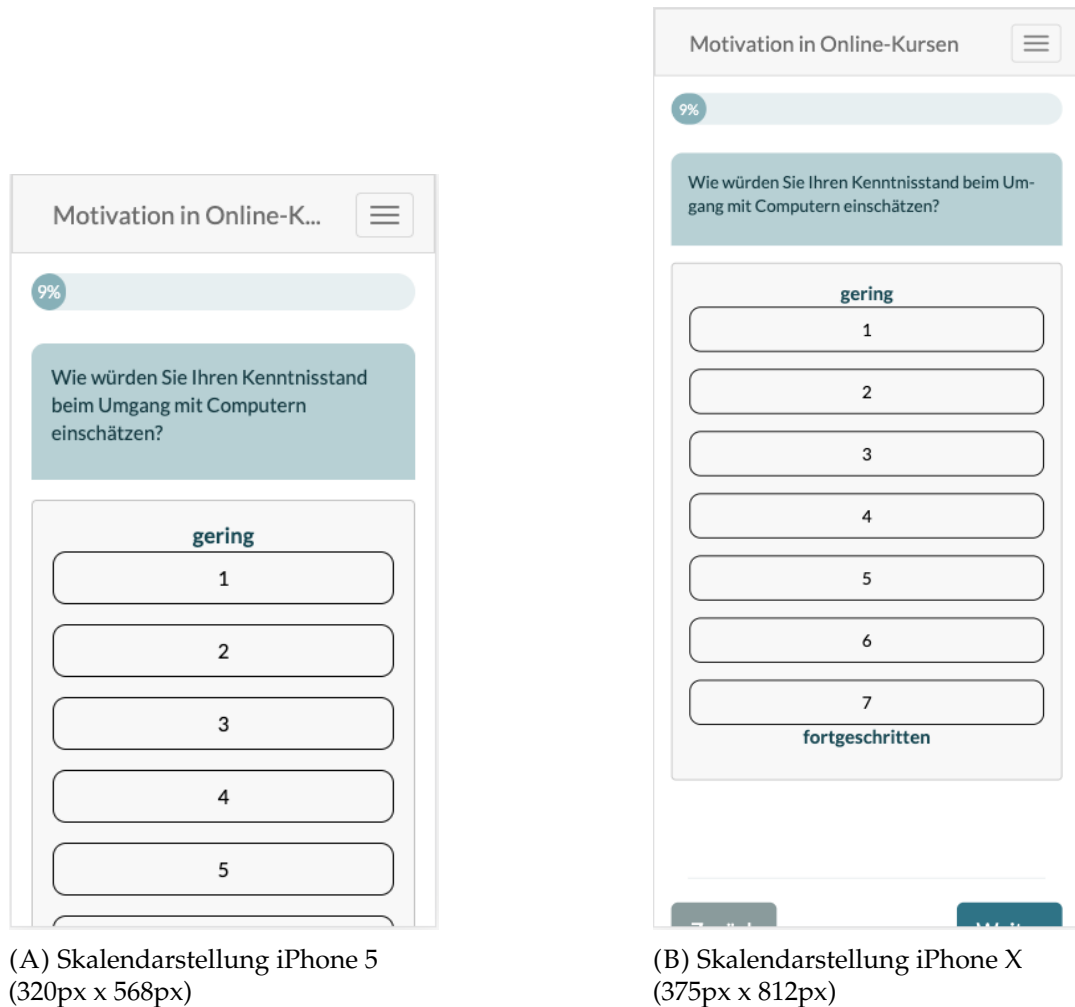 Motivation in Online-K...
9%
Wie würden Sie Ihren Kenntnisstand
beim Umgang mit Computern
einschätzen?
gering
1
2
3
4
5
(A) Skalendarstellung iPhone 5
(320px x 568px)
Motivation in Online-Kursen
9%
Wie würden Sie Ihren Kenntnisstand beim Um-
gang mit Computern einschätzen?
gering
1
2
3
4
5
6
7
fortgeschritten
(B) Skalendarstellung iPhone X
(375px x 812px)